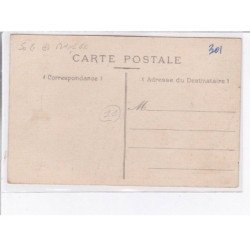 301
CARTE POSTALE
( Correspondance )
( Adresse du Destinataire )
M